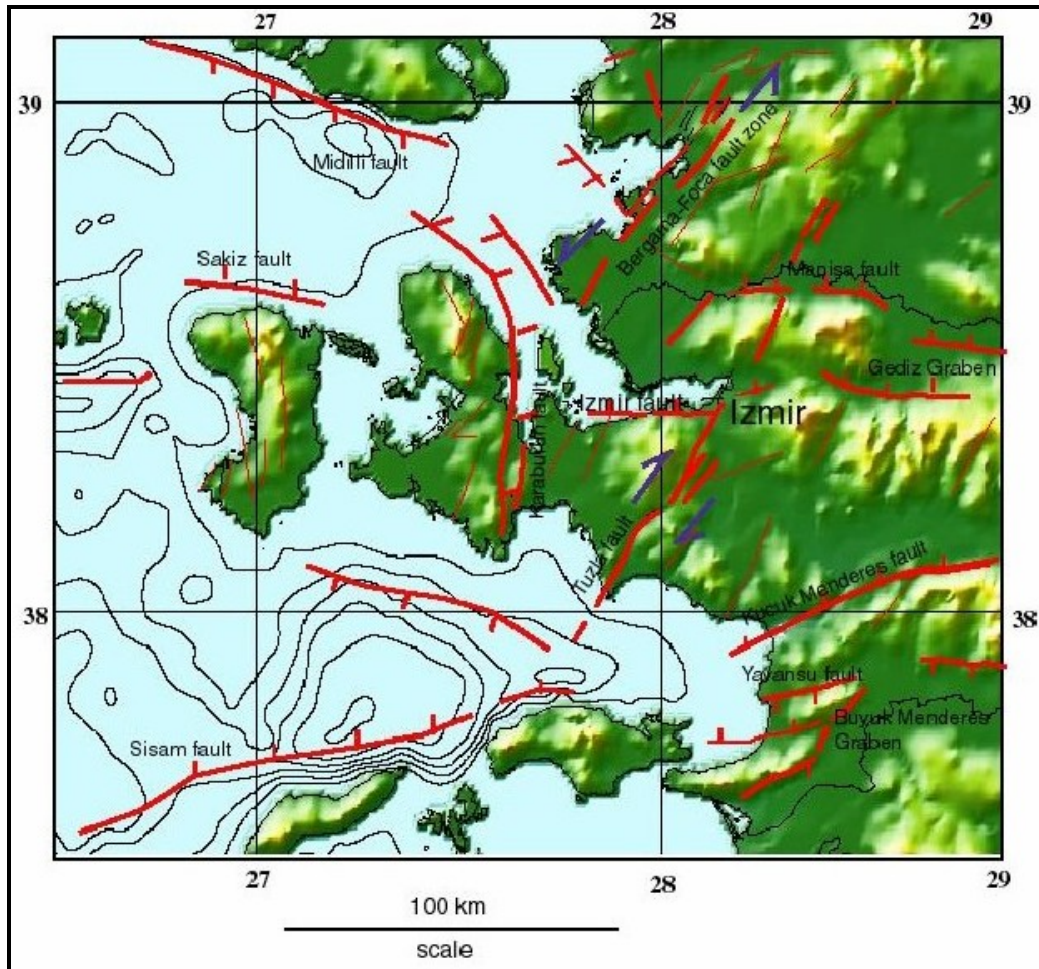 27
28
29
39
39
Midilli fault
Bergama-Foca fault zone
Sakiz fault
Manisa fault
Gediz Graben
Izmir fault
Izmir
Karaburun fault
Tuzla fault
Kucuk Menderes fault
38
38
Yavansu fault
Buyuk Menderes
Graben
Sisam fault
27
28
29
100 km
scale